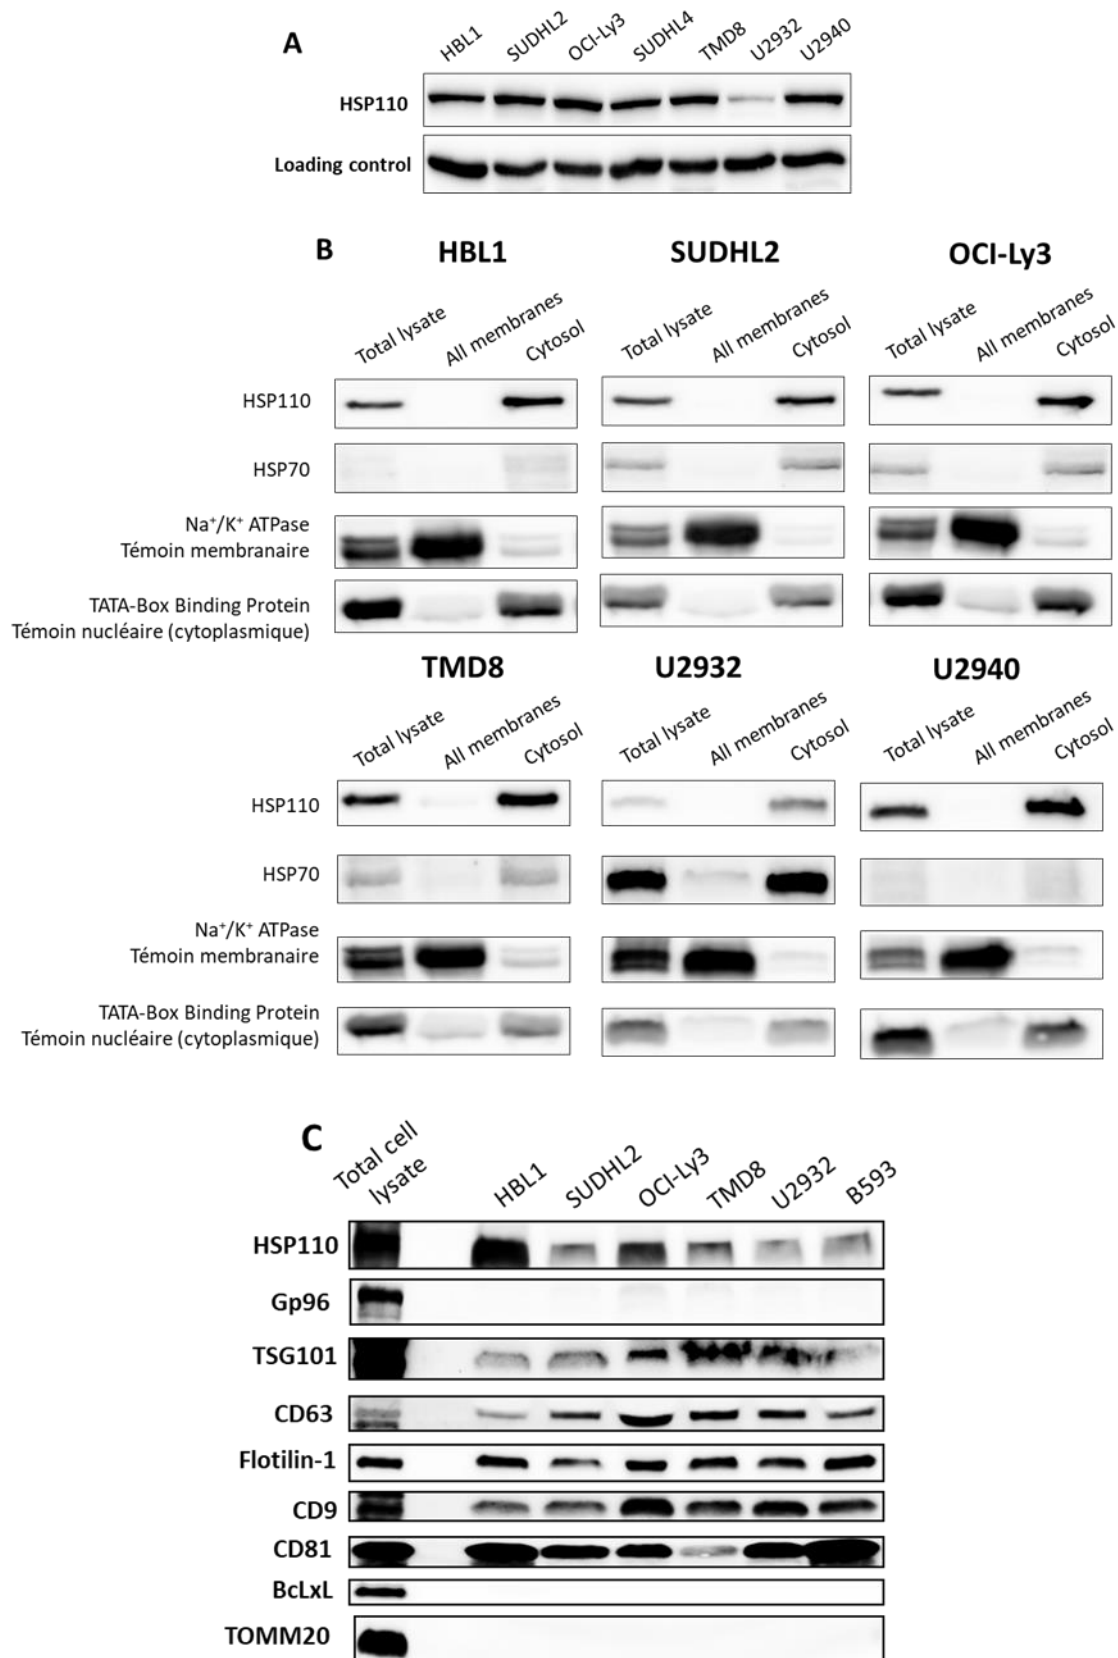 A
HBL1
SUDHL2
OCI-Ly3
SUDHL4
TMD8
U2932
U2940
HSP110
Loading control
B
HBL1
SUDHL2
OCI-Ly3
Total lysate
All membranes
Cytosol
Total lysate
All membranes
Cytosol
Total lysate
All membranes
Cytosol
HSP110
HSP70
Na⁺/K⁺ ATPase
Témoin membranaire
TATA-Box Binding Protein
Témoin nucléaire (cytoplasmique)
TMD8
U2932
U2940
Total lysate
All membranes
Cytosol
Total lysate
All membranes
Cytosol
Total lysate
All membranes
Cytosol
HSP110
HSP70
Na⁺/K⁺ ATPase
Témoin membranaire
TATA-Box Binding Protein
Témoin nucléaire (cytoplasmique)
C
Total cell
lysate
HBL1
SUDHL2
OCI-Ly3
TMD8
U2932
B593
HSP110
Gp96
TSG101
CD63
Flotilin-1
CD9
CD81
BcLxL
TOMM20